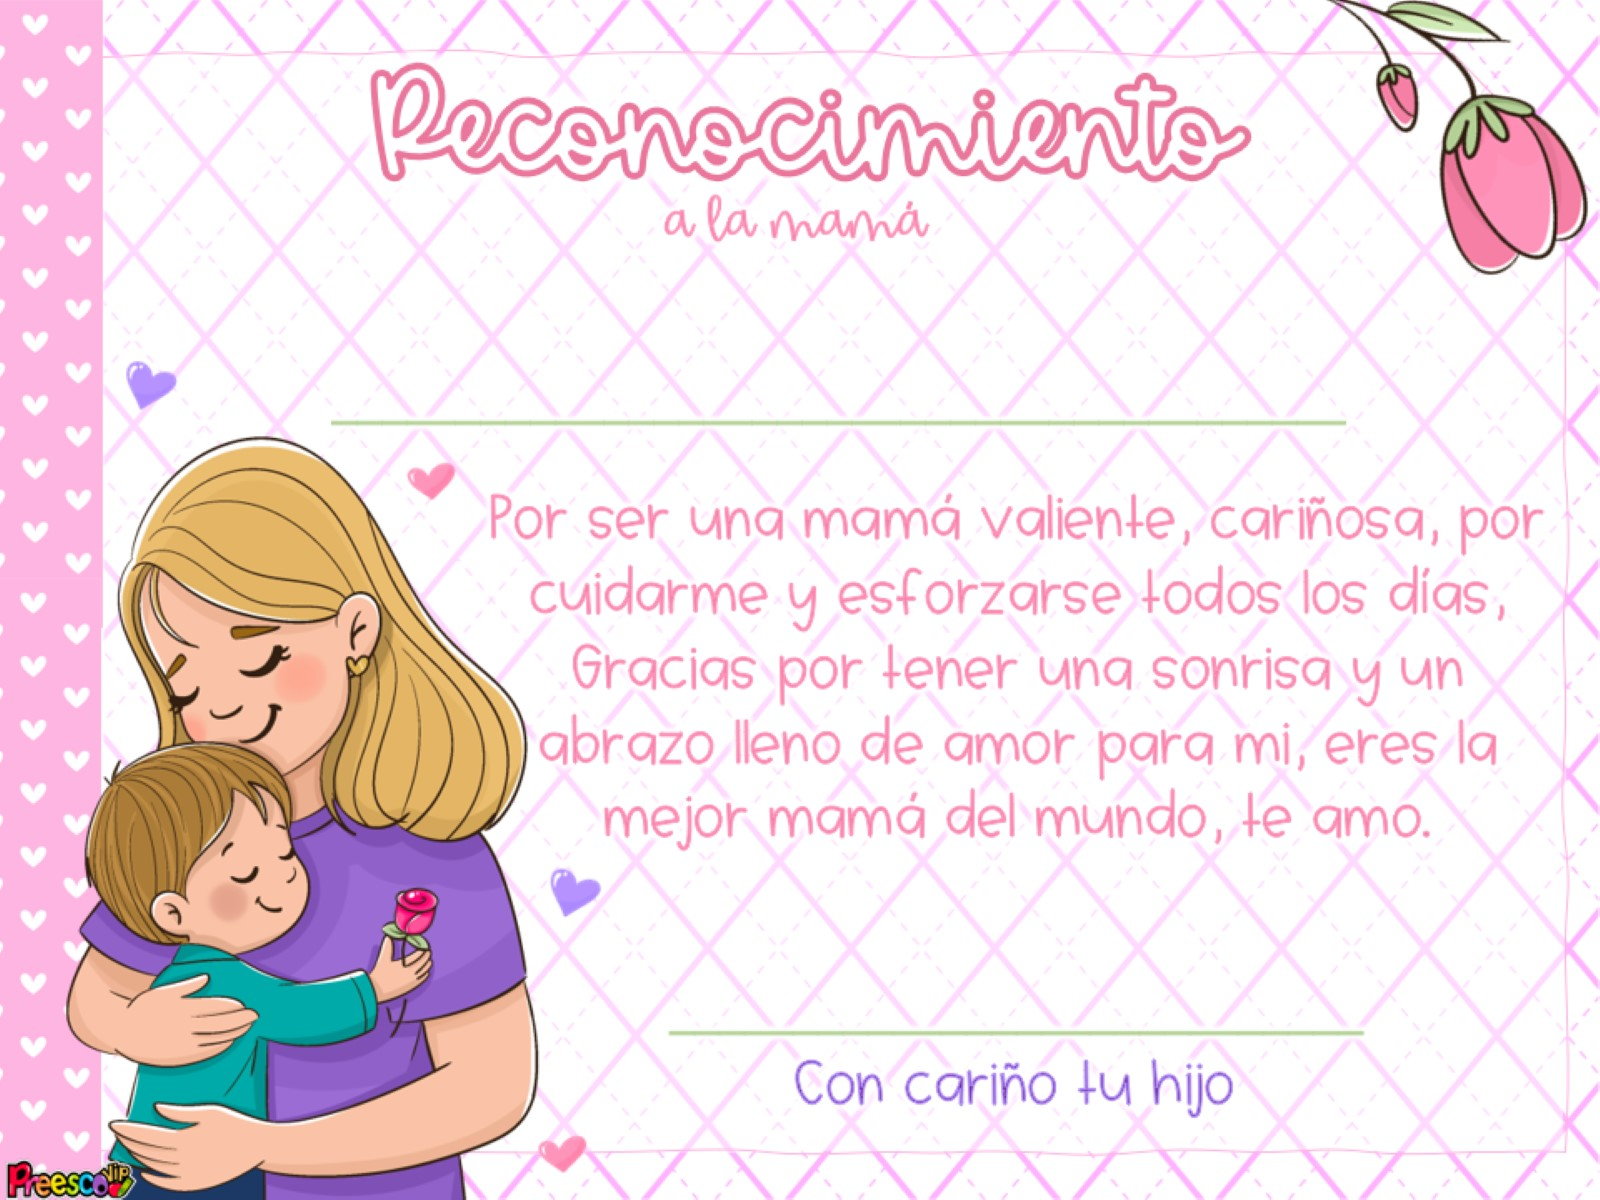 Reconocimiento
a la mamá
Por ser una mamá valiente, cariñosa, por
cuidarme y esforzarse todos los días,
Gracias por tener una sonrisa y un
abrazo lleno de amor para mi, eres la
mejor mamá del mundo, te amo.
Con cariño tu hijo
Preesco vip